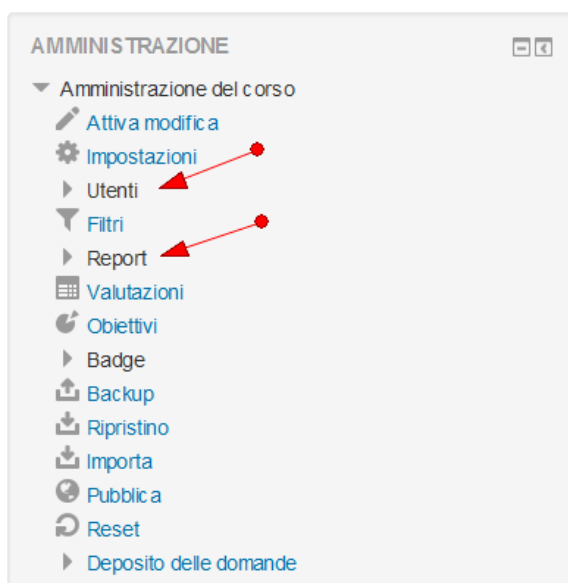 AMMINISTRAZIONE
Amministrazione del corso
Attiva modifica
Impostazioni
Utenti
Filtri
Report
Valutazioni
Obiettivi
Badge
Backup
Ripristino
Importa
Pubblica
Reset
Deposito delle domande